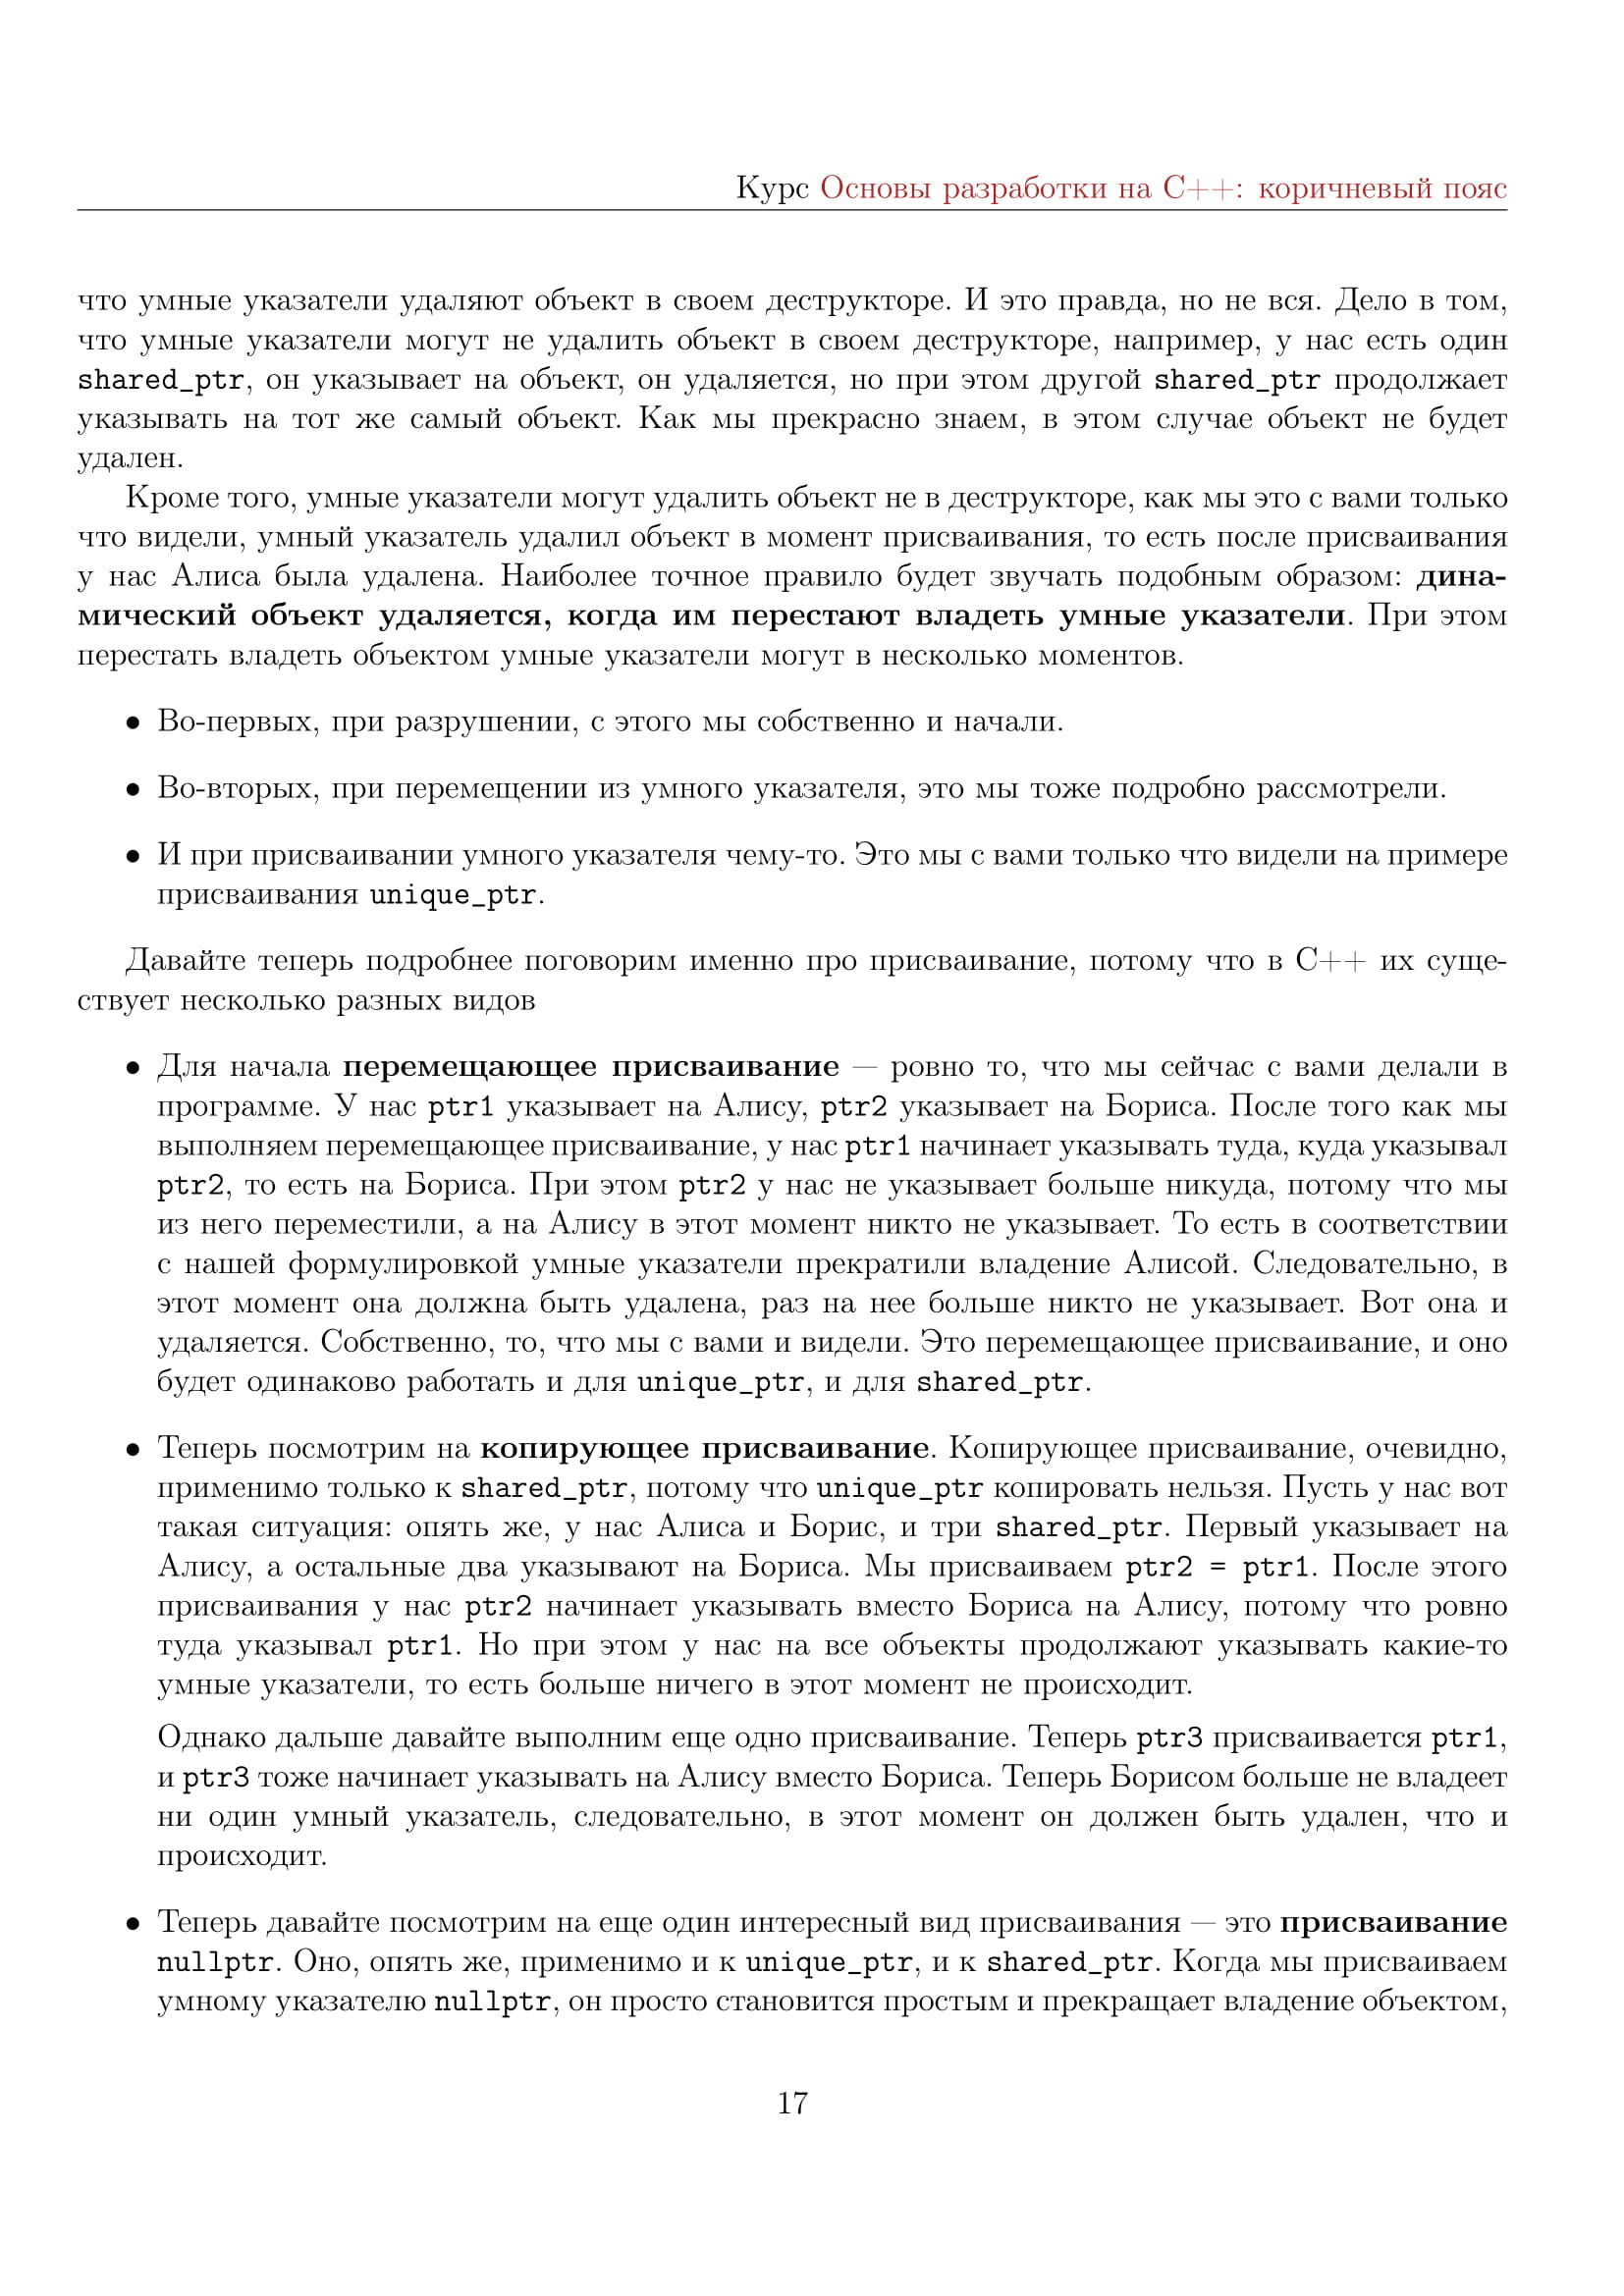 Курс Основы разработки на C++: коричневый пояс
что умные указатели удаляют объект в своем деструкторе. И это правда, но не вся. Дело в том,
что умные указатели могут не удалить объект в своем деструкторе, например, у нас есть один
shared_ptr, он указывает на объект, он удаляется, но при этом другой shared_ptr продолжает
указывать на тот же самый объект. Как мы прекрасно знаем, в этом случае объект не будет
удален.
Кроме того, умные указатели могут удалить объект не в деструкторе, как мы это с вами только
что видели, умный указатель удалил объект в момент присваивания, то есть после присваивания
у нас Алиса была удалена. Наиболее точное правило будет звучать подобным образом: дина-
мический объект удаляется, когда им перестают владеть умные указатели. При этом
перестать владеть объектом умные указатели могут в несколько моментов.
• Во-первых, при разрушении, с этого мы собственно и начали.
• Во-вторых, при перемещении из умного указателя, это мы тоже подробно рассмотрели.
• И при присваивании умного указателя чему-то. Это мы с вами только что видели на примере
присваивания unique_ptr.
Давайте теперь подробнее поговорим именно про присваивание, потому что в C++ их суще-
ствует несколько разных видов
• Для начала перемещающее присваивание — ровно то, что мы сейчас с вами делали в
программе. У нас ptr1 указывает на Алису, ptr2 указывает на Бориса. После того как мы
выполняем перемещающее присваивание, у нас ptr1 начинает указывать туда, куда указывал
ptr2, то есть на Бориса. При этом ptr2 у нас не указывает больше никуда, потому что мы
из него переместили, а на Алису в этот момент никто не указывает. То есть в соответствии
с нашей формулировкой умные указатели прекратили владение Алисой. Следовательно, в
этот момент она должна быть удалена, раз на нее больше никто не указывает. Вот она и
удаляется. Собственно, то, что мы с вами и видели. Это перемещающее присваивание, и оно
будет одинаково работать и для unique_ptr, и для shared_ptr.
• Теперь посмотрим на копирующее присваивание. Копирующее присваивание, очевидно,
применимо только к shared_ptr, потому что unique_ptr копировать нельзя. Пусть у нас вот
такая ситуация: опять же, у нас Алиса и Борис, и три shared_ptr. Первый указывает на
Алису, а остальные два указывают на Бориса. Мы присваиваем ptr2 = ptr1. После этого
присваивания у нас ptr2 начинает указывать вместо Бориса на Алису, потому что ровно
туда указывал ptr1. Но при этом у нас на все объекты продолжают указывать какие-то
умные указатели, то есть больше ничего в этот момент не происходит.
Однако дальше давайте выполним еще одно присваивание. Теперь ptr3 присваивается ptr1,
и ptr3 тоже начинает указывать на Алису вместо Бориса. Теперь Борисом больше не владеет
ни один умный указатель, следовательно, в этот момент он должен быть удален, что и
происходит.
• Теперь давайте посмотрим на еще один интересный вид присваивания — это присваивание
nullptr. Оно, опять же, применимо и к unique_ptr, и к shared_ptr. Когда мы присваиваем
умному указателю nullptr, он просто становится простым и прекращает владение объектом,
17